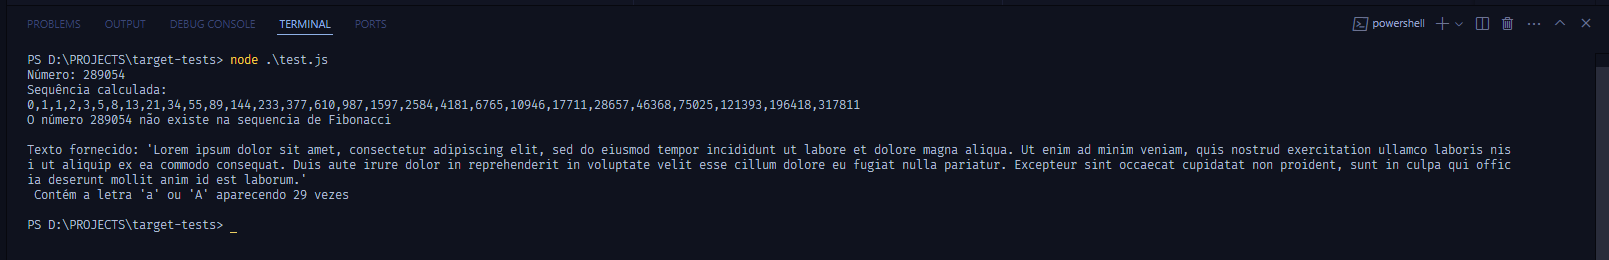 PROBLEMS OUTPUT DEBUG CONSOLE TERMINAL PORTS powershell
PS D:\PROJECTS\target-tests> node .\test.js
Número: 289054
Sequência calculada:
0,1,1,2,3,5,8,13,21,34,55,89,144,233,377,610,987,1597,2584,4181,6765,10946,17711,28657,46368,75025,121393,196418,317811
O número 289054 não existe na sequencia de Fibonacci
Texto fornecido: 'Lorem ipsum dolor sit amet, consectetur adipiscing elit, sed do eiusmod tempor incididunt ut labore et dolore magna aliqua. Ut enim ad minim veniam, quis nostrud exercitation ullamco laboris nis
i ut aliquip ex ea commodo consequat. Duis aute irure dolor in reprehenderit in voluptate velit esse cillum dolore eu fugiat nulla pariatur. Excepteur sint occaecat cupidatat non proident, sunt in culpa qui offic
ia deserunt mollit anim id est laborum.'
Contém a letra 'a' ou 'A' aparecendo 29 vezes
PS D:\PROJECTS\target-tests> _